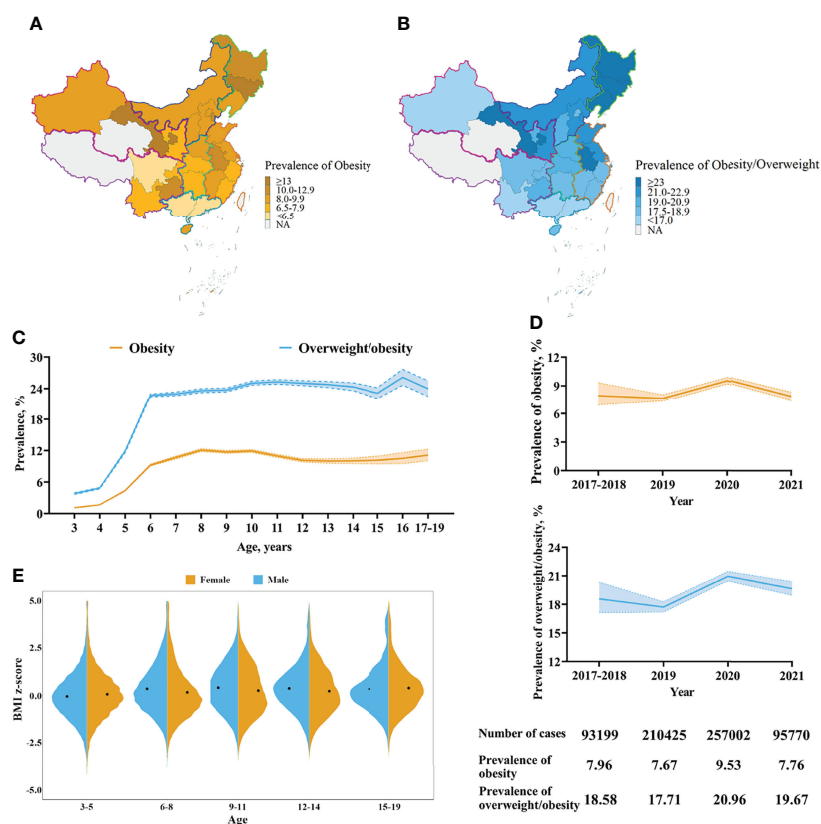 A
Prevalence of Obesity
≥13
10.0-12.9
8.0-9.9
6.5-7.9
<6.5
NA
B
Prevalence of Obesity/Overweight
≥23
21.0-22.9
19.0-20.9
17.5-18.9
<17.0
NA
C
Obesity
Overweight/obesity
Prevalence, %
30
24
18
12
6
0
3 4 5 6 7 8 9 10 11 12 13 14 15 16 17-19
Age, years
D
Prevalence of obesity, %
12
9
6
3
0
2017-2018 2019 2020 2021
Year
Prevalence of overweight/obesity, %
24
21
18
15
12
2017-2018 2019 2020 2021
Year
Number of cases 93199 210425 257002 95770
Prevalence of
obesity 7.96 7.67 9.53 7.76
Prevalence of
overweight/obesity 18.58 17.71 20.96 19.67
E
Female Male
BMI z-score
5.0
2.5
0.0
-2.5
-5.0
3-5 6-8 9-11 12-14 15-19
Age